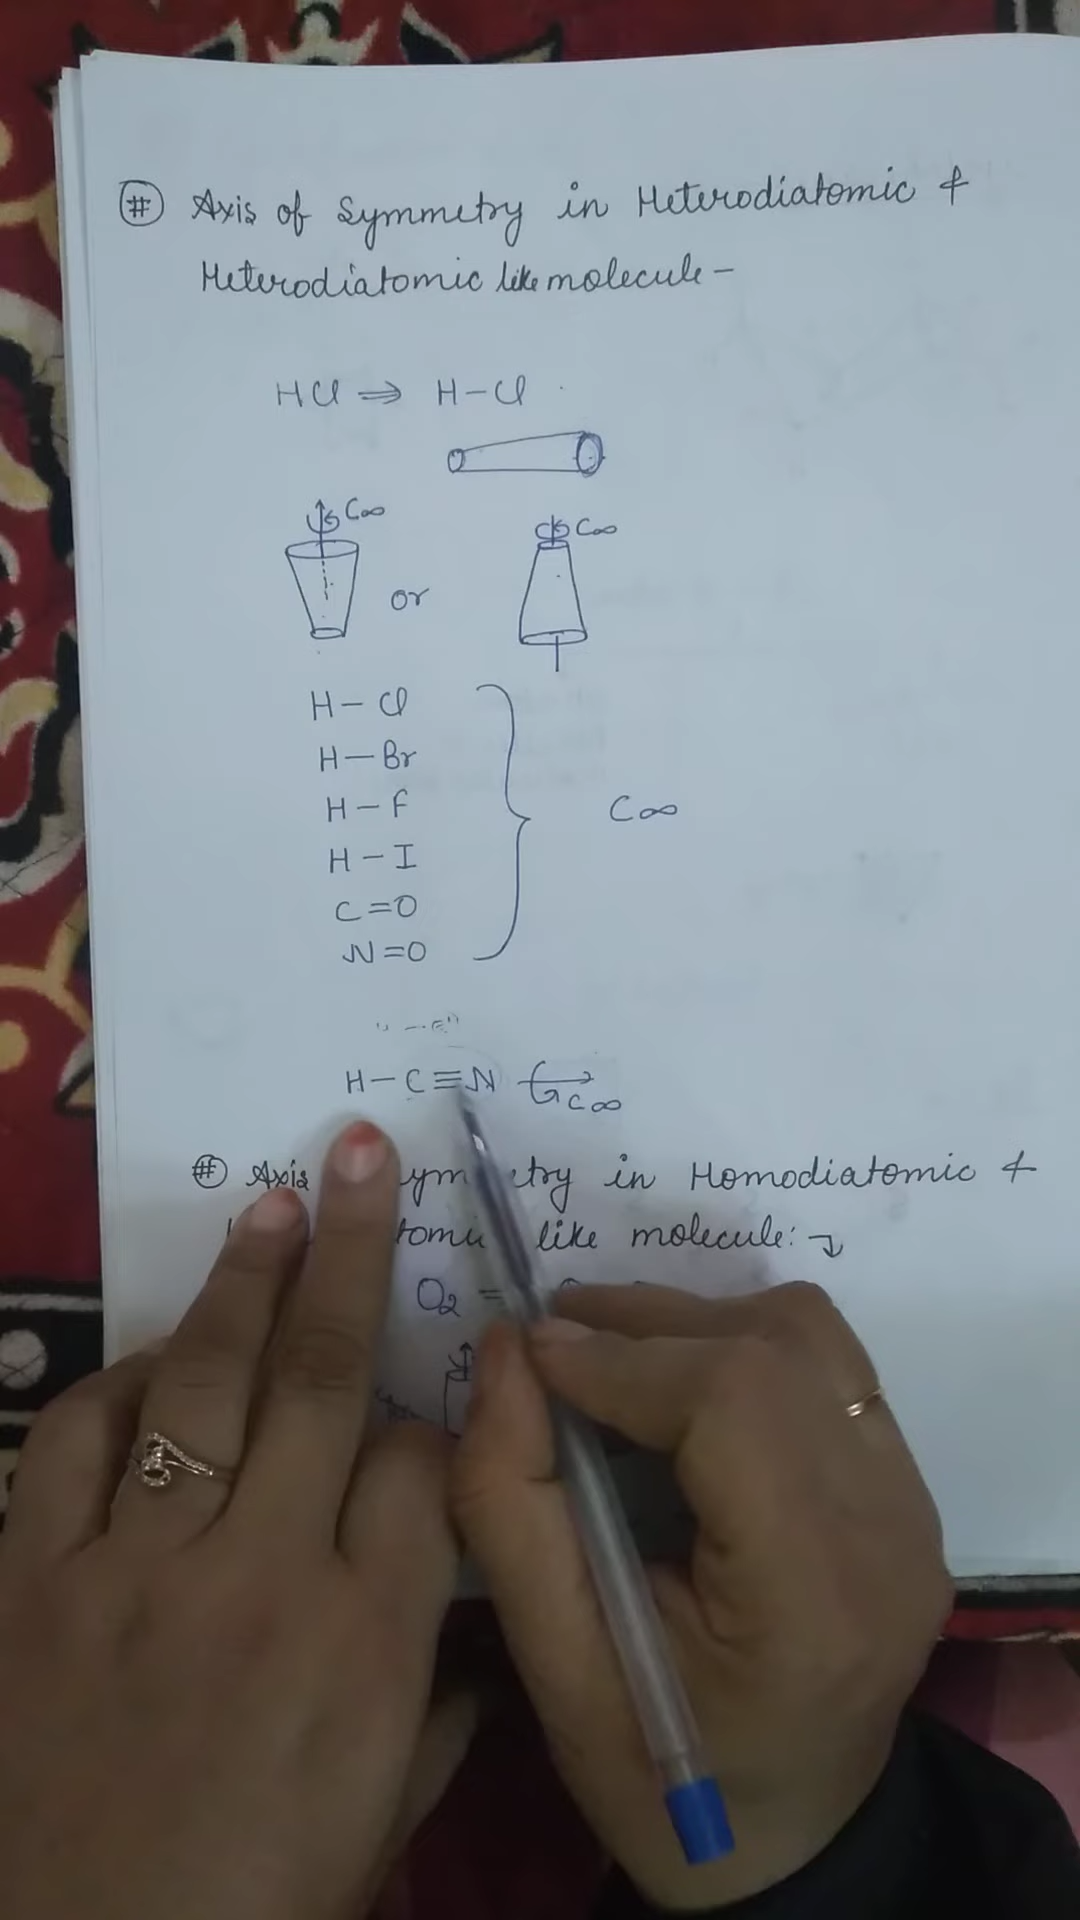 # Axis of Symmetry in Heterodiatomic &
Heterodiatomic like molecule –
HCl ⇒ H–Cl
C∞
or
C∞
H – Cl
H – Br
H – F
H – I
C = O
N = O
C∞
H – C ≡ N C∞
# Axis in Homodiatomic &
like molecule: ↓
O2 =